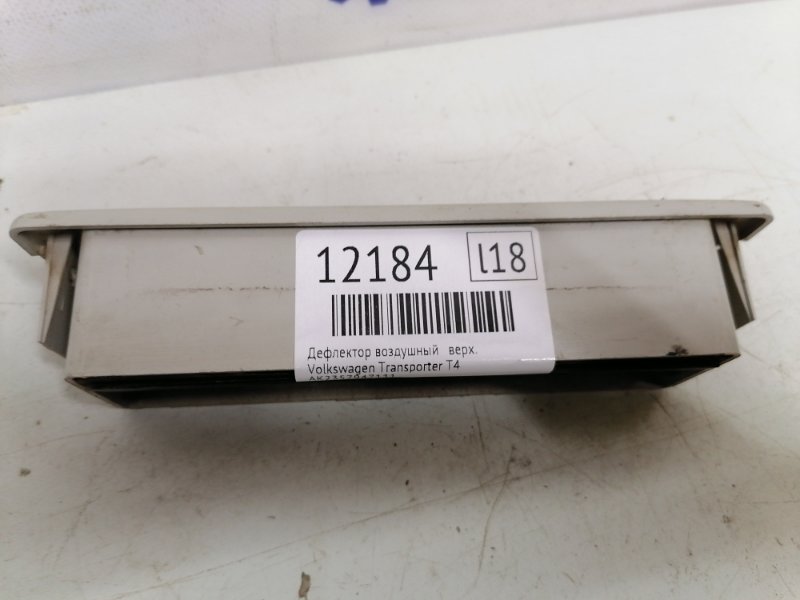 12184 l18
Дефлектор воздушный верх.
Volkswagen Transporter T4